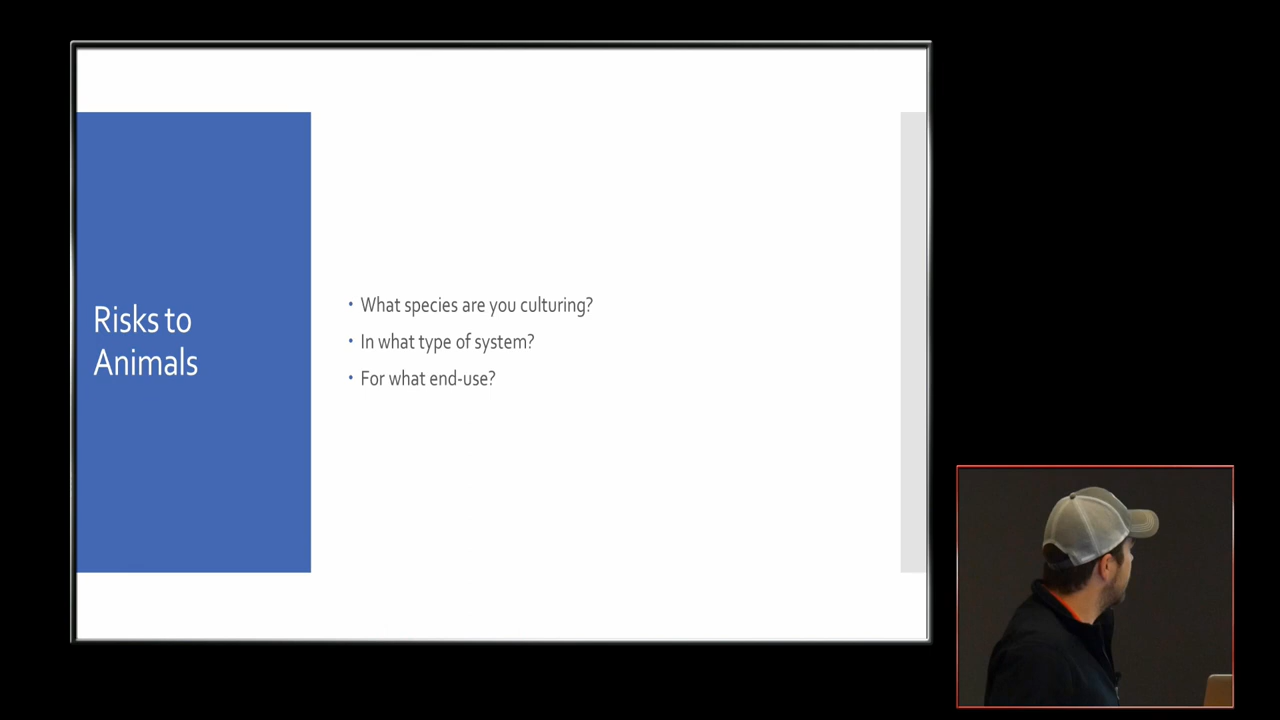 Risks to
Animals
• What species are you culturing?
• In what type of system?
• For what end-use?